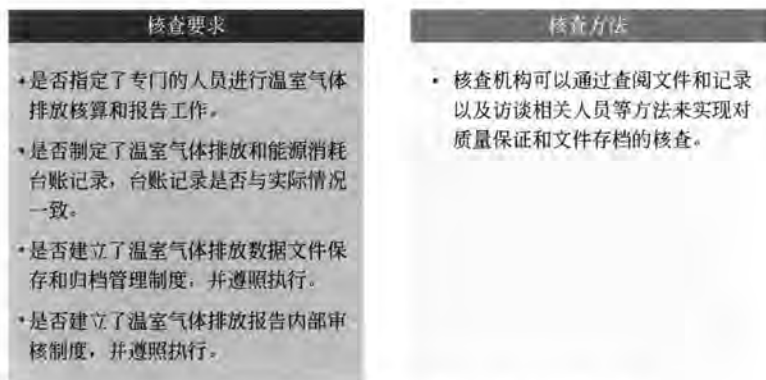 核查要求
•是否指定了专门的人员进行温室气体
排放核算和报告工作。
•是否制定了温室气体排放和能源消耗
台账记录，台账记录是否与实际情况
一致。
•是否建立了温室气体排放数据文件保
存和归档管理制度，并遵照执行。
•是否建立了温室气体排放报告内部审
核制度，并遵照执行。
核查方法
• 核查机构可以通过查阅文件和记录
以及访谈相关人员等方法来实现对
质量保证和文件存档的核查。